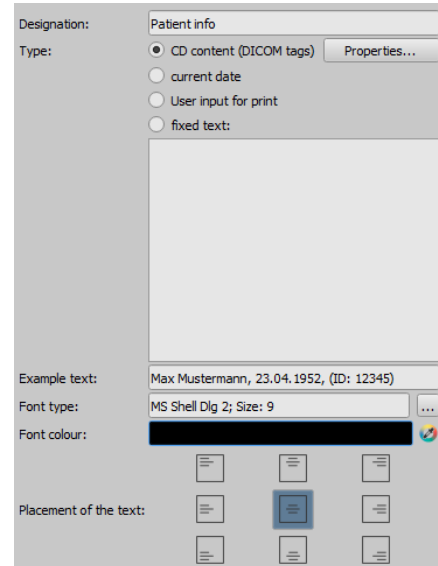 Designation: Patient info
Type: CD content (DICOM tags) Properties...
current date
User input for print
fixed text:
Example text: Max Mustermann, 23.04.1952, (ID: 12345)
Font type: MS Shell Dlg 2; Size: 9 ...
Font colour:
Placement of the text: